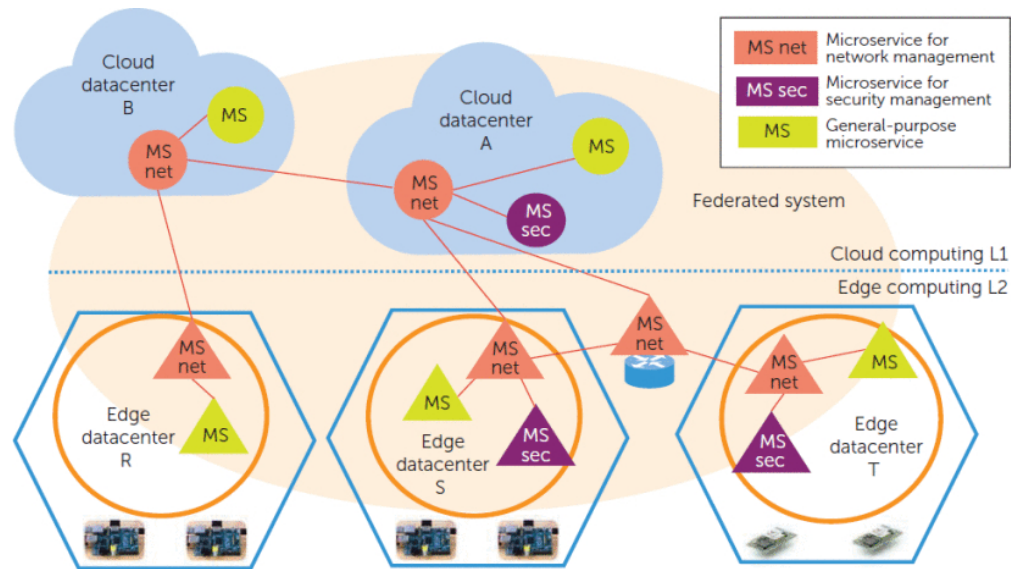 Cloud
datacenter
B
MS
MS
net
Cloud
datacenter
A
MS
MS
net
MS
sec
MS net
Microservice for
network management
MS sec
Microservice for
security management
MS
General-purpose
microservice
Federated system
Cloud computing L1
Edge computing L2
MS
net
Edge
datacenter
R
MS
MS
net
MS
Edge
datacenter
S
MS
sec
MS
net
MS
net
MS
MS
sec
Edge
datacenter
T